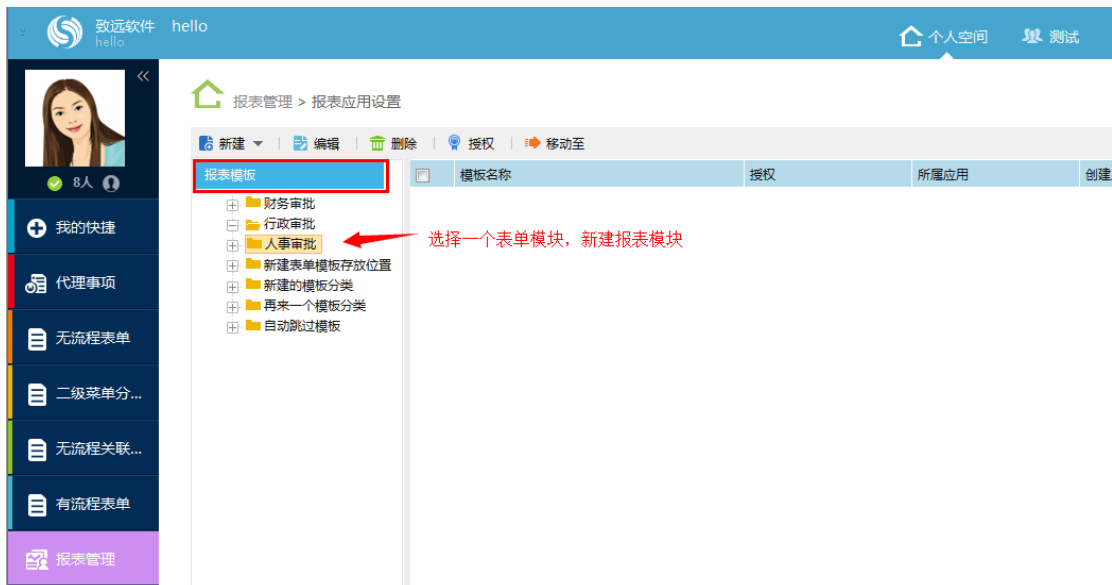 致远软件 hello
hello
个人空间 测试
报表管理 > 报表应用设置
新建 编辑 删除 授权 移动至
8人
报表模板
模板名称 授权 所属应用 创建
财务审批
行政审批
人事审批
新建表单模板存放位置
新建的模板分类
再来一个模板分类
自动跳过模板
选择一个表单模块，新建报表模块
我的快捷
代理事项
无流程表单
二级菜单分...
无流程关联...
有流程表单
报表管理